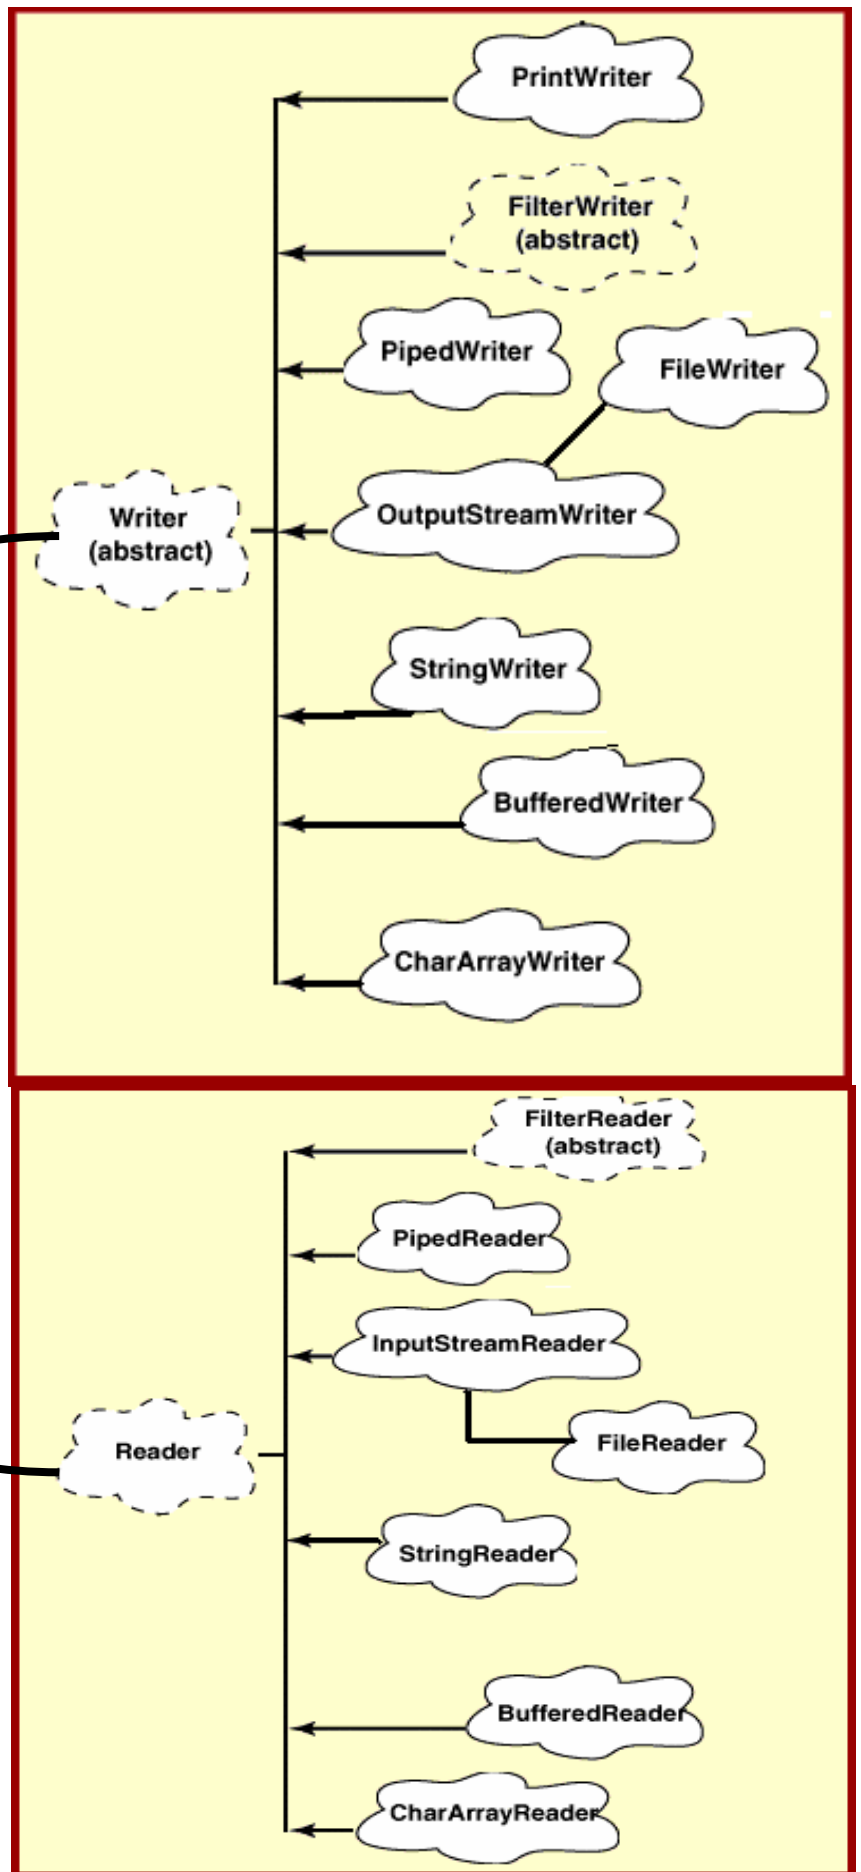 PrintWriter
FilterWriter
(abstract)
PipedWriter
FileWriter
OutputStreamWriter
Writer
(abstract)
StringWriter
BufferedWriter
CharArrayWriter
FilterReader
(abstract)
PipedReader
InputStreamReader
FileReader
Reader
StringReader
BufferedReader
CharArrayReader